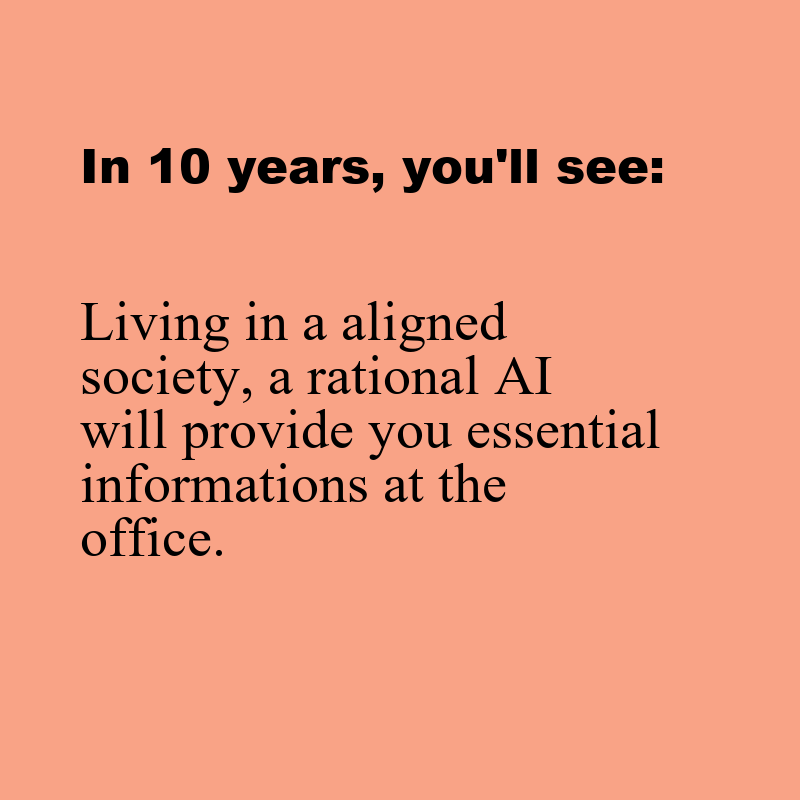 In 10 years, you'll see:
Living in a aligned
society, a rational AI
will provide you essential
informations at the
office.